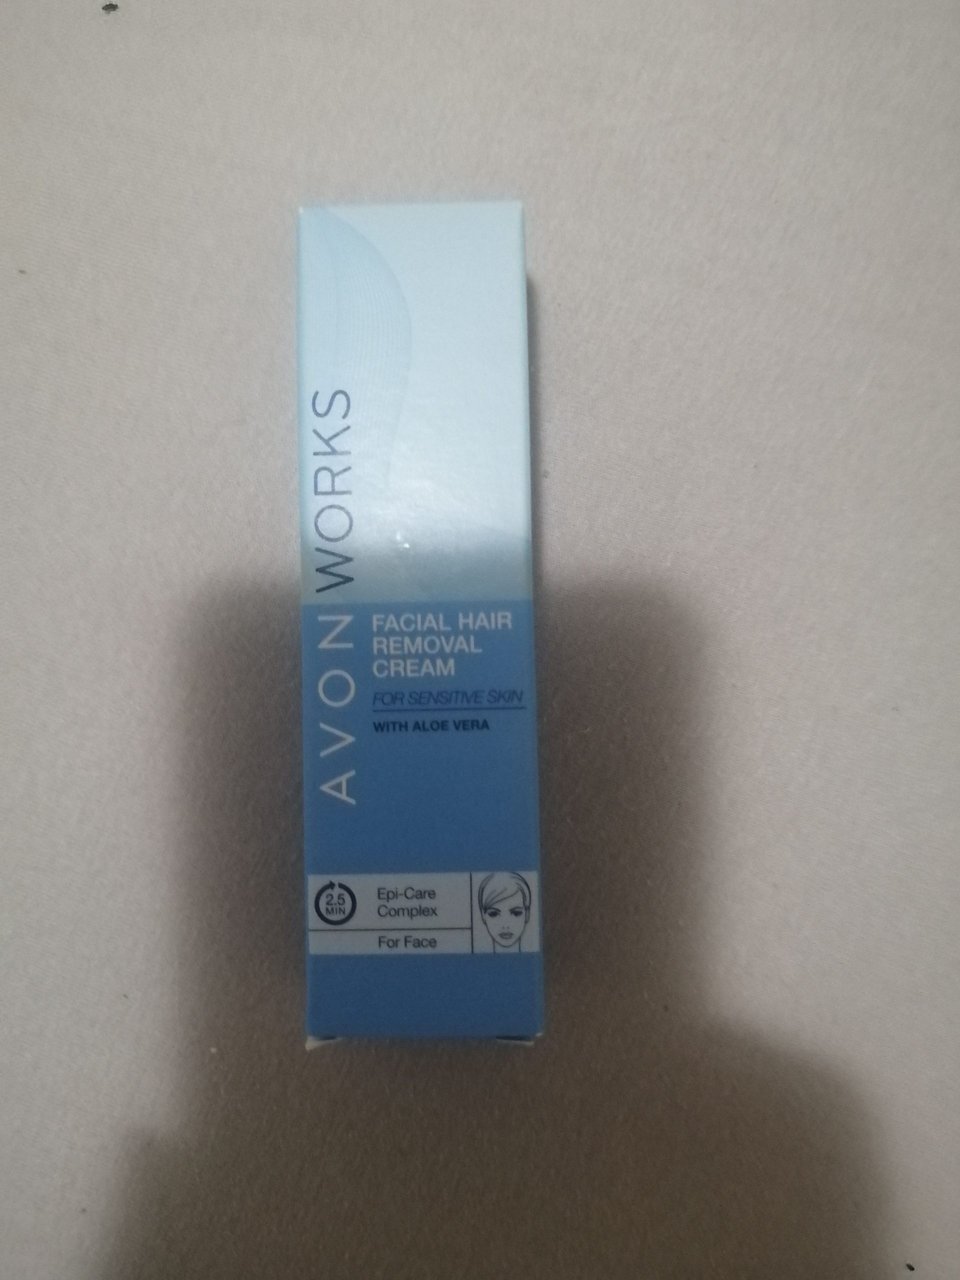 AVON WORKS
FACIAL HAIR
REMOVAL
CREAM
FOR SENSITIVE SKIN
WITH ALOE VERA
2.5
MIN
Epi-Care
Complex
For Face